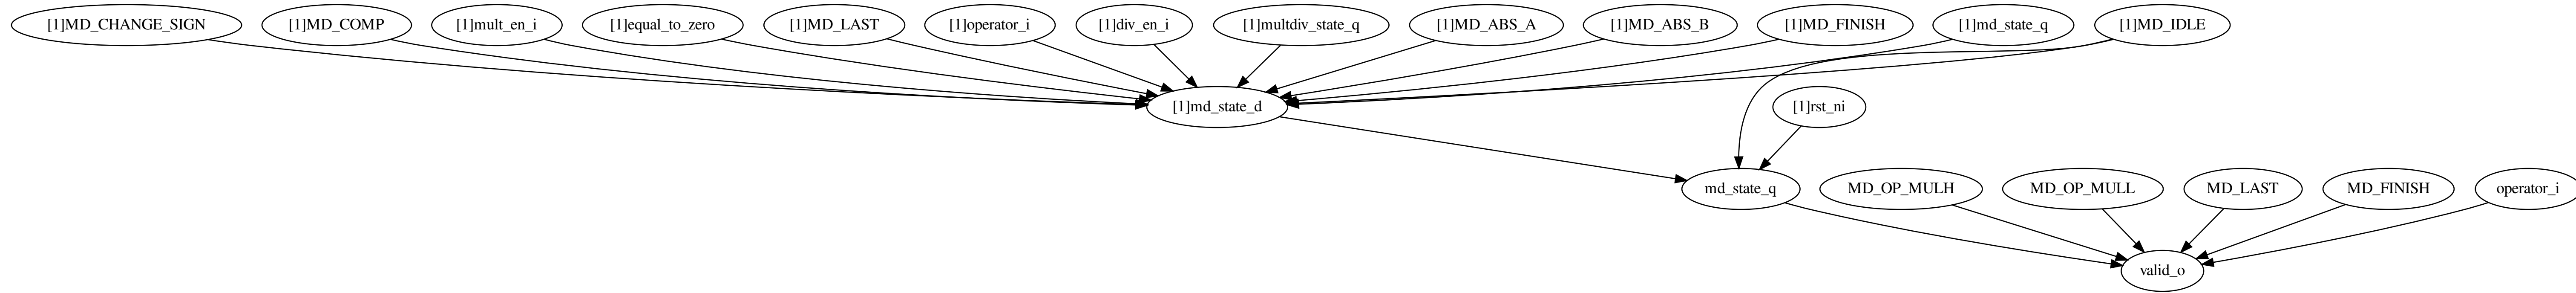 [1]MD_CHANGE_SIGN
[1]MD_COMP
[1]mult_en_i
[1]equal_to_zero
[1]MD_LAST
[1]operator_i
[1]div_en_i
[1]multdiv_state_q
[1]MD_ABS_A
[1]MD_ABS_B
[1]MD_FINISH
[1]md_state_q
[1]MD_IDLE
[1]md_state_d
[1]rst_ni
md_state_q
MD_OP_MULH
MD_OP_MULL
MD_LAST
MD_FINISH
operator_i
valid_o